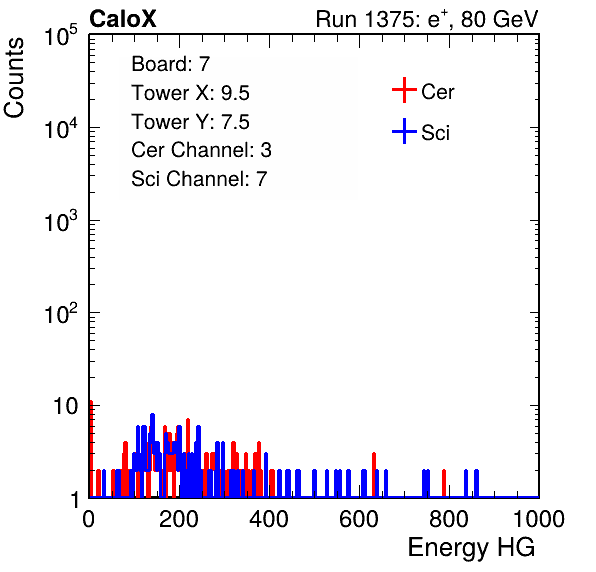 CaloX Run 1375: e⁺, 80 GeV
Counts
10⁵
10⁴
10³
10²
10
1
Board: 7
Tower X: 9.5
Tower Y: 7.5
Cer Channel: 3
Sci Channel: 7
Cer
Sci
0 200 400 600 800 1000
Energy HG